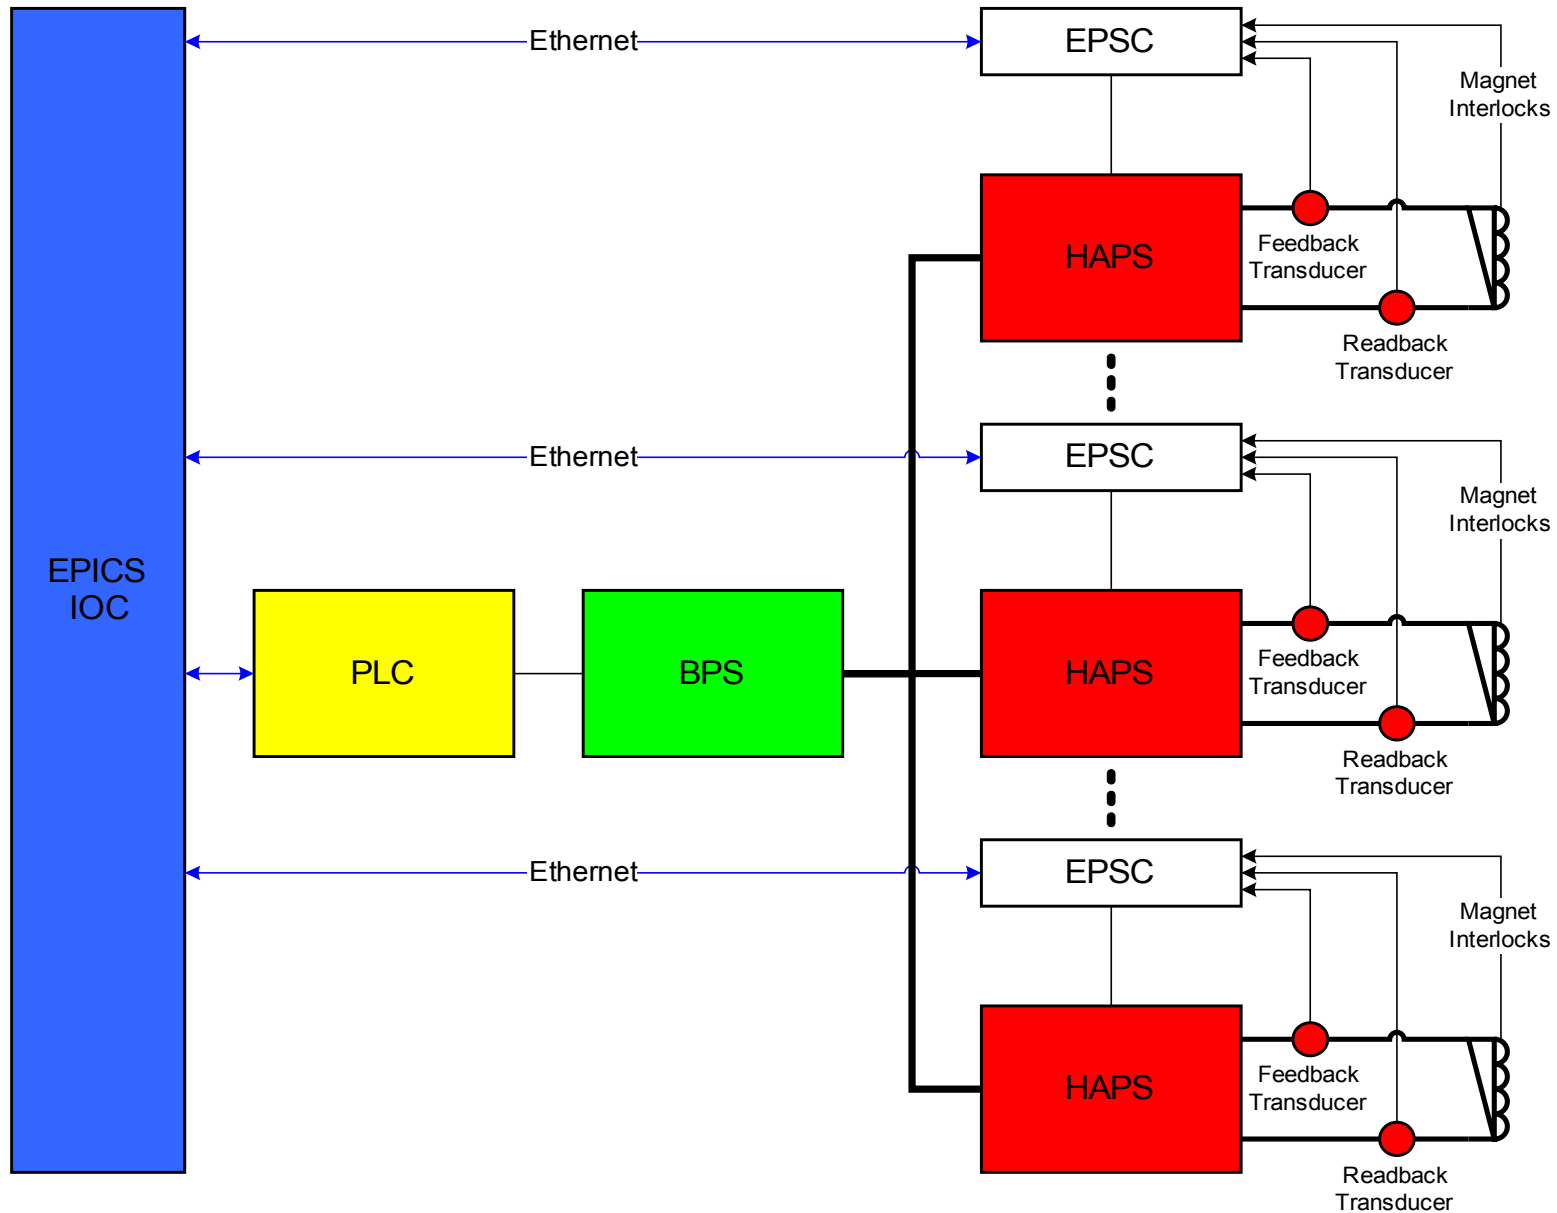 Ethernet
EPSC
Magnet
Interlocks
HAPS
Feedback
Transducer
Readback
Transducer
Ethernet
EPSC
Magnet
Interlocks
EPICS
IOC
PLC
BPS
HAPS
Feedback
Transducer
Readback
Transducer
Ethernet
EPSC
Magnet
Interlocks
HAPS
Feedback
Transducer
Readback
Transducer